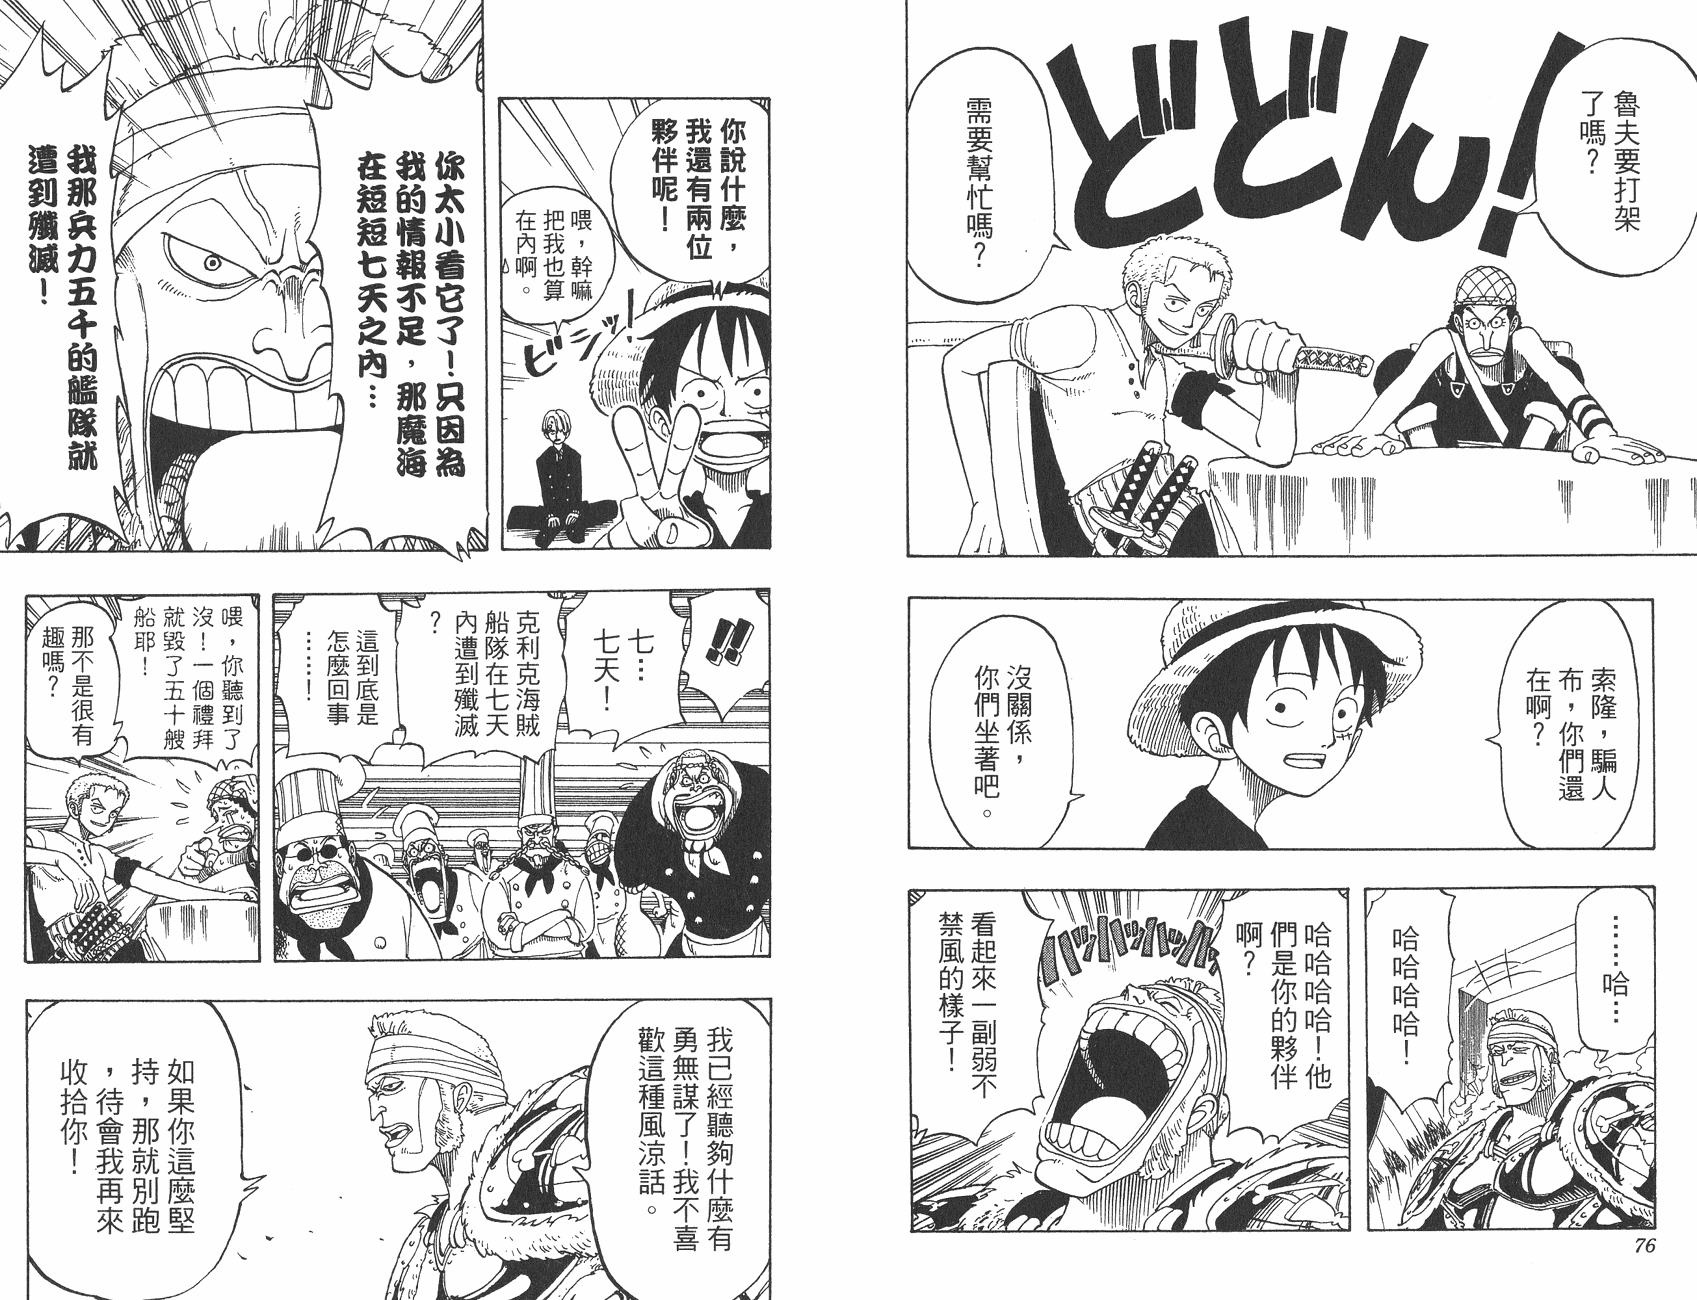 魯夫要打架
了嗎？
どどん！
需要幫忙嗎？
索隆，騙人
布，你們還
在啊？
沒關係，
你們坐著吧。
……哈…
哈哈哈哈！
哈哈哈哈！他
們是你的夥伴
啊？
ハッハッハッハッ
看起來一副弱不
禁風的樣子！
76
你說什麼，
我還有兩位
夥伴呢！
喂，幹嘛
把我也算
在內啊。
ビッ！
你太小看它了！只因為
我的情報不足，那魔海
在短短七天之內…
我那兵力五千的艦隊就
遭到殲滅！
!!
七…
七天！
克利克海賊
船隊在七天
內遭到殲滅
？
這到底是
怎麼回事
……！
喂，你聽到了
沒！一個禮拜
就毀了五十艘
船耶！
那不是很有
趣嗎？
我已經聽夠什麼有
勇無謀了！我不喜
歡這種風涼話。
如果你這麼堅
持，那就別跑
，待會我再來
收拾你！